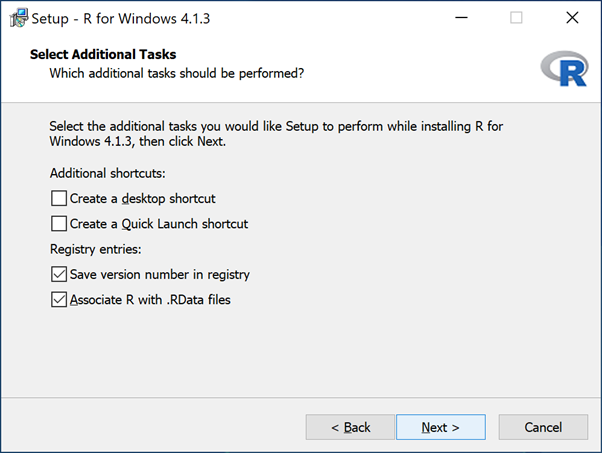 Setup - R for Windows 4.1.3
Select Additional Tasks
Which additional tasks should be performed?
R
Select the additional tasks you would like Setup to perform while installing R for
Windows 4.1.3, then click Next.
Additional shortcuts:
Create a desktop shortcut
Create a Quick Launch shortcut
Registry entries:
Save version number in registry
Associate R with .RData files
< Back
Next >
Cancel